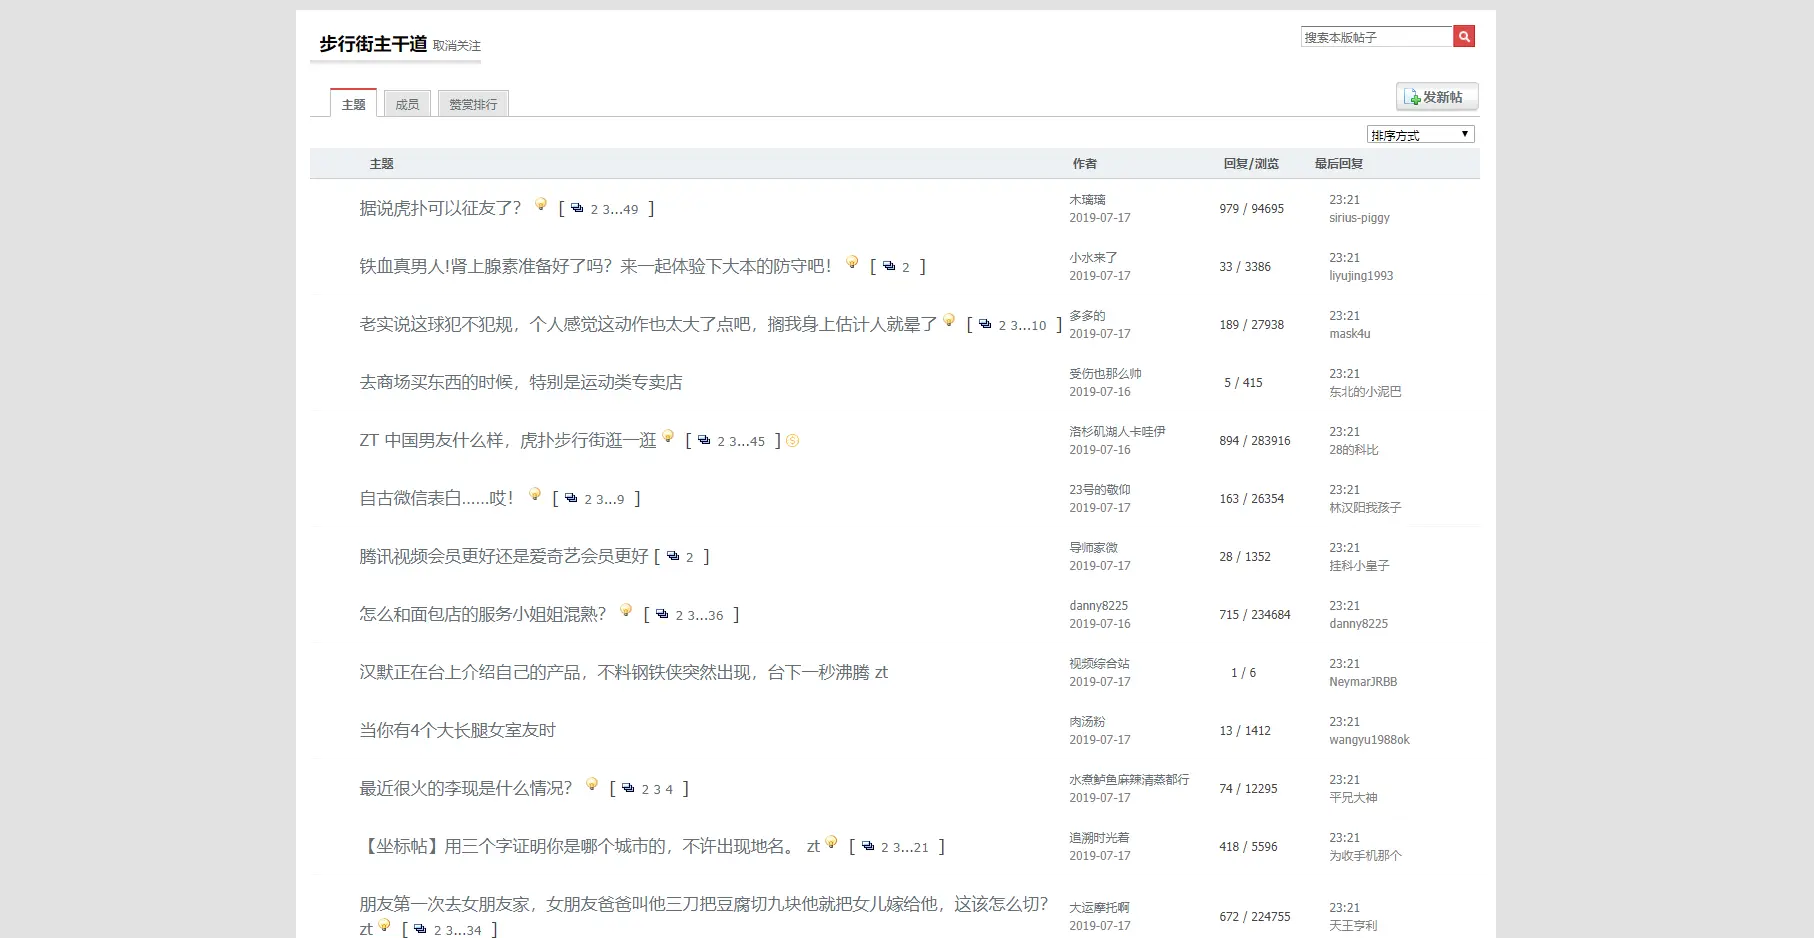 步行街主干道 取消关注
搜索本版帖子
主题 成员 赞赏排行
发新帖
排序方式
主题 作者 回复/浏览 最后回复
据说虎扑可以征友了？ [ 2 3...49 ] 木璃璃 2019-07-17 979 / 94695 23:21 sirius-piggy
铁血真男人!肾上腺素准备好了吗？来一起体验下大本的防守吧！ [ 2 ] 小水来了 2019-07-17 33 / 3386 23:21 liyujing1993
老实说这球犯不犯规，个人感觉这动作也太大了点吧，搁我身上估计人就晕了 [ 2 3...10 ] 多多的 2019-07-17 189 / 27938 23:21 mask4u
去商场买东西的时候，特别是运动类专卖店 受伤也那么帅 2019-07-16 5 / 415 23:21 东北的小泥巴
ZT 中国男友什么样，虎扑步行街逛一逛 [ 2 3...45 ] 洛杉矶湖人卡哇伊 2019-07-16 894 / 283916 23:21 28的科比
自古微信表白......哎！ [ 2 3...9 ] 23号的敬仰 2019-07-17 163 / 26354 23:21 林汉阳我孩子
腾讯视频会员更好还是爱奇艺会员更好 [ 2 ] 导师家微 2019-07-17 28 / 1352 23:21 挂科小皇子
怎么和面包店的服务小姐姐混熟？ [ 2 3...36 ] danny8225 2019-07-16 715 / 234684 23:21 danny8225
汉默正在台上介绍自己的产品，不料钢铁侠突然出现，台下一秒沸腾 zt 视频综合站 2019-07-17 1 / 6 23:21 NeymarJRBB
当你有4个大长腿女室友时 肉汤粉 2019-07-17 13 / 1412 23:21 wangyu1988ok
最近很火的李现是什么情况？ [ 2 3 4 ] 水煮鲈鱼麻辣清蒸都行 2019-07-17 74 / 12295 23:21 平兄大神
【坐标帖】用三个字证明你是哪个城市的，不许出现地名。 zt [ 2 3...21 ] 追溯时光着 2019-07-17 418 / 5596 23:21 为收手机那个
朋友第一次去女朋友家，女朋友爸爸叫他三刀把豆腐切九块他就把女儿嫁给他，这该怎么切？
zt [ 2 3...34 ] 大运摩托啊 2019-07-17 672 / 224755 23:21 天王亨利